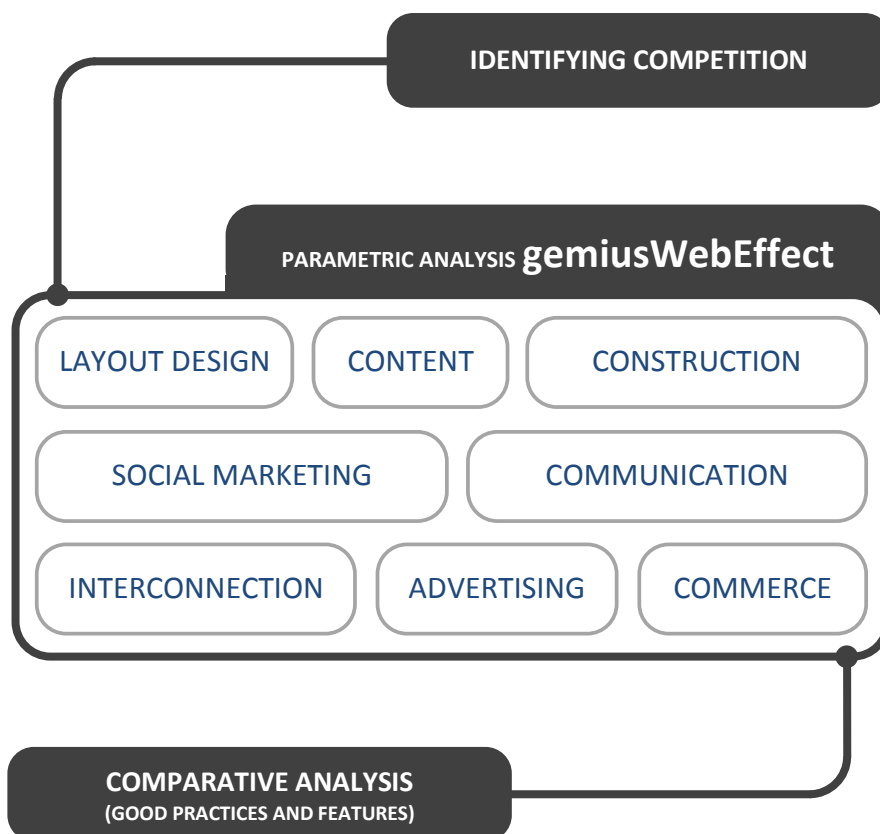 IDENTIFYING COMPETITION
PARAMETRIC ANALYSIS gemiusWebEffect
LAYOUT DESIGN
CONTENT
CONSTRUCTION
SOCIAL MARKETING
COMMUNICATION
INTERCONNECTION
ADVERTISING
COMMERCE
COMPARATIVE ANALYSIS
(GOOD PRACTICES AND FEATURES)